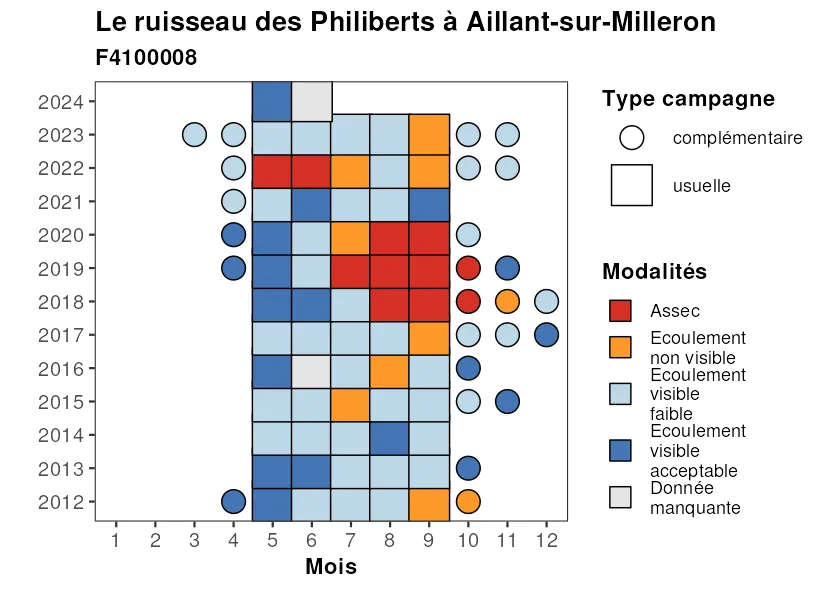 Le ruisseau des Philiberts à Aillant-sur-Milleron
F4100008
2024
2023
2022
2021
2020
2019
2018
2017
2016
2015
2014
2013
2012
1 2 3 4 5 6 7 8 9 10 11 12
Mois
Type campagne
complémentaire
usuelle
Modalités
Assec
Ecoulement
non visible
Ecoulement
visible
faible
Ecoulement
visible
acceptable
Donnée
manquante